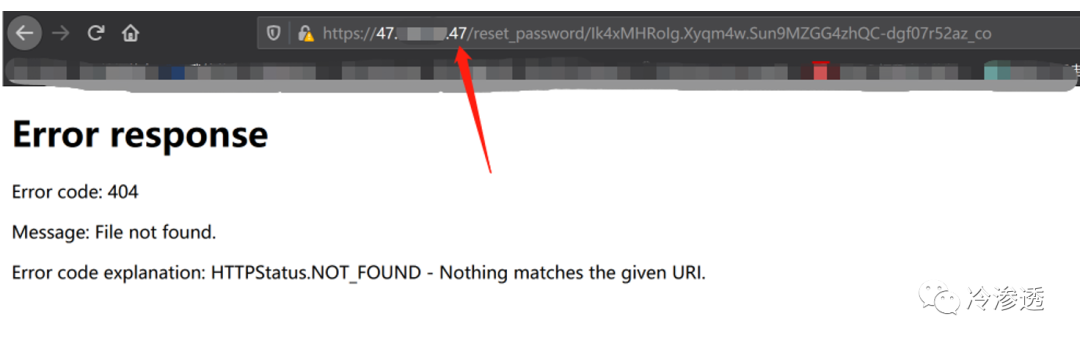 https://47. .47/reset_password/Ik4xMHRoIg.Xyqm4w.Sun9MZGG4zhQC-dgf07r52az_co
Error response
Error code: 404
Message: File not found.
Error code explanation: HTTPStatus.NOT_FOUND - Nothing matches the given URI.
冷渗透